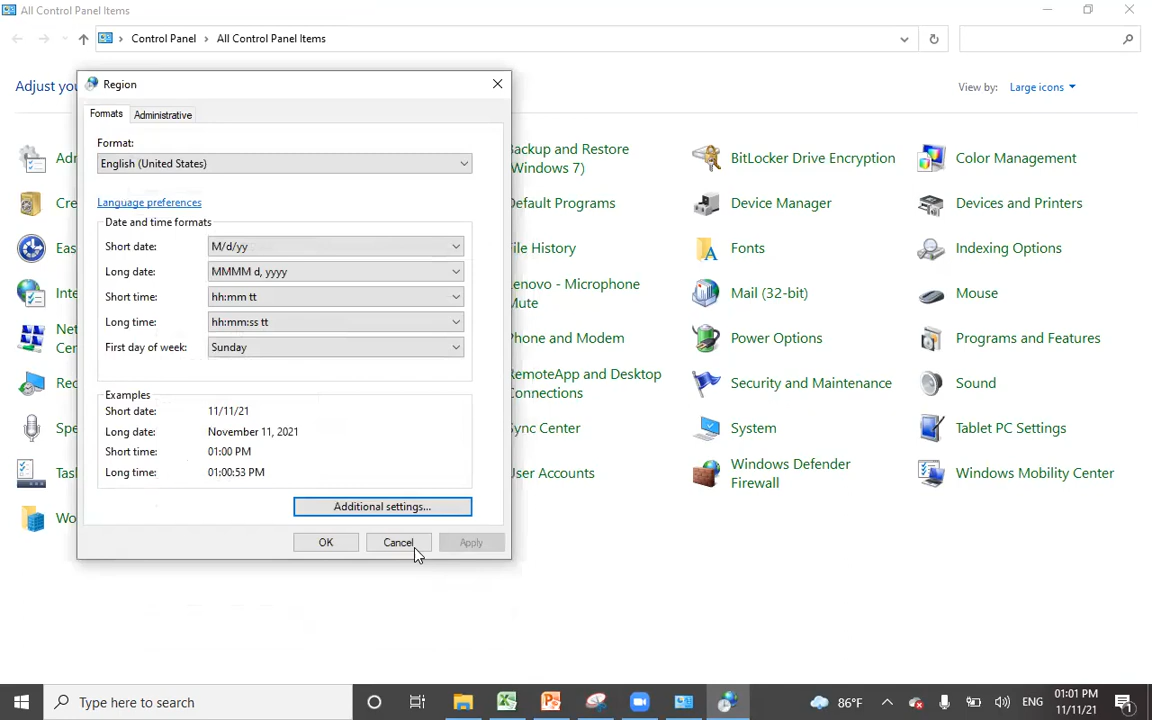 All Control Panel Items
Control Panel > All Control Panel Items
Adjust you
View by: Large icons
Region
Formats
Administrative
Format:
English (United States)
Language preferences
Date and time formats
Short date: M/d/yy
Long date: MMMM d, yyyy
Short time: hh:mm tt
Long time: hh:mm:ss tt
First day of week: Sunday
Examples
Short date: 11/11/21
Long date: November 11, 2021
Short time: 01:00 PM
Long time: 01:00:53 PM
Additional settings...
OK
Cancel
Apply
Adm
Cre
Eas
Inte
Net
Cen
Rec
Spe
Tas
Wo
Backup and Restore
(Windows 7)
Default Programs
File History
Lenovo - Microphone
Mute
Phone and Modem
RemoteApp and Desktop
Connections
Sync Center
User Accounts
BitLocker Drive Encryption
Device Manager
Fonts
Mail (32-bit)
Power Options
Security and Maintenance
System
Windows Defender
Firewall
Color Management
Devices and Printers
Indexing Options
Mouse
Programs and Features
Sound
Tablet PC Settings
Windows Mobility Center
Type here to search
86°F
ENG
01:01 PM
11/11/21
1